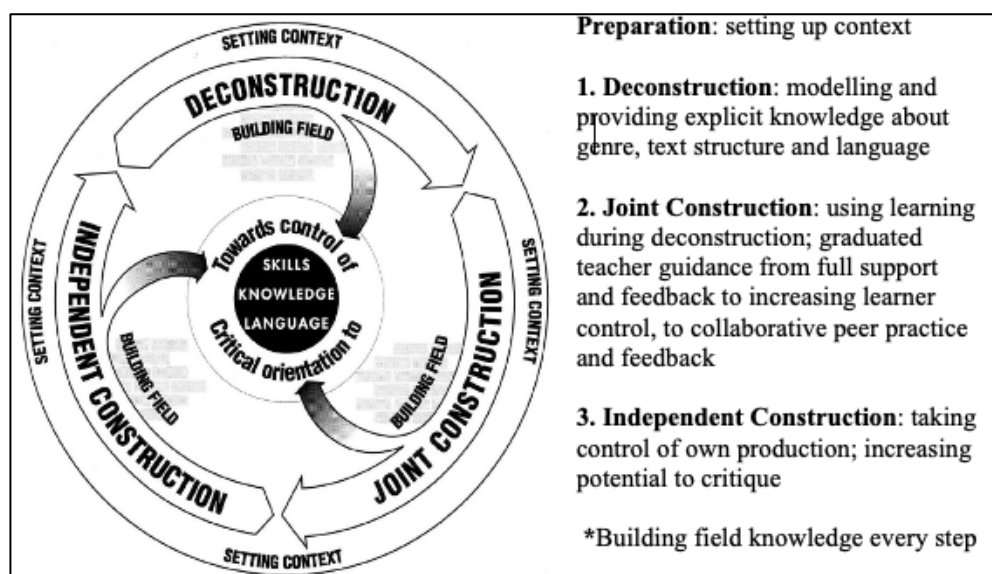 SETTING CONTEXT
DECONSTRUCTION
BUILDING FIELD
INDEPENDENT CONSTRUCTION
SETTING CONTEXT
BUILDING FIELD
Towards control of
SKILLS
KNOWLEDGE
LANGUAGE
Critical orientation to
SETTING CONTEXT
JOINT CONSTRUCTION
BUILDING FIELD
SETTING CONTEXT
Preparation: setting up context
1. Deconstruction: modelling and
providing explicit knowledge about
genre, text structure and language
2. Joint Construction: using learning
during deconstruction; graduated
teacher guidance from full support
and feedback to increasing learner
control, to collaborative peer practice
and feedback
3. Independent Construction: taking
control of own production; increasing
potential to critique
*Building field knowledge every step